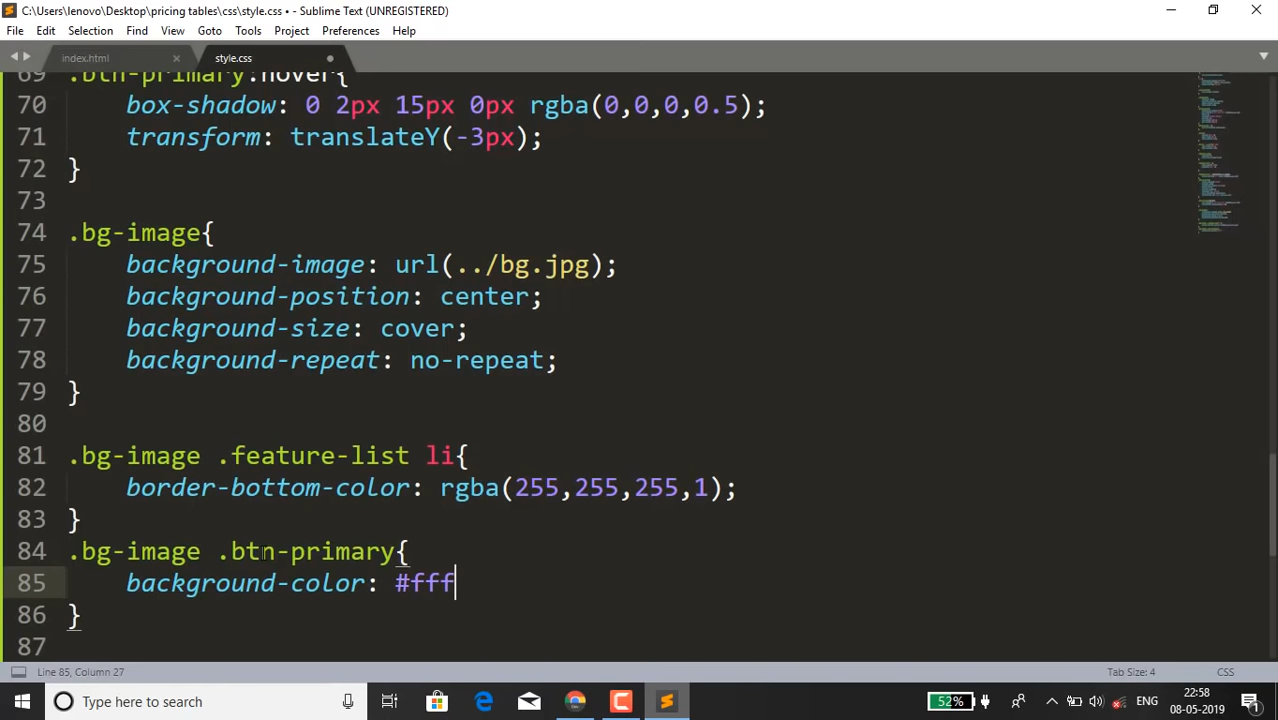 C:\Users\lenovo\Desktop\pricing tables\css\style.css • - Sublime Text (UNREGISTERED)
File Edit Selection Find View Goto Tools Project Preferences Help
index.html style.css
69 .btn-primary:hover{
70 box-shadow: 0 2px 15px 0px rgba(0,0,0,0.5);
71 transform: translateY(-3px);
72 }
73
74 .bg-image{
75 background-image: url(../bg.jpg);
76 background-position: center;
77 background-size: cover;
78 background-repeat: no-repeat;
79 }
80
81 .bg-image .feature-list li{
82 border-bottom-color: rgba(255,255,255,1);
83 }
84 .bg-image .btn-primary{
85 background-color: #fff
86 }
87
Line 85, Column 27 Tab Size: 4 CSS
Type here to search 52% ENG 22:58
08-05-2019 1